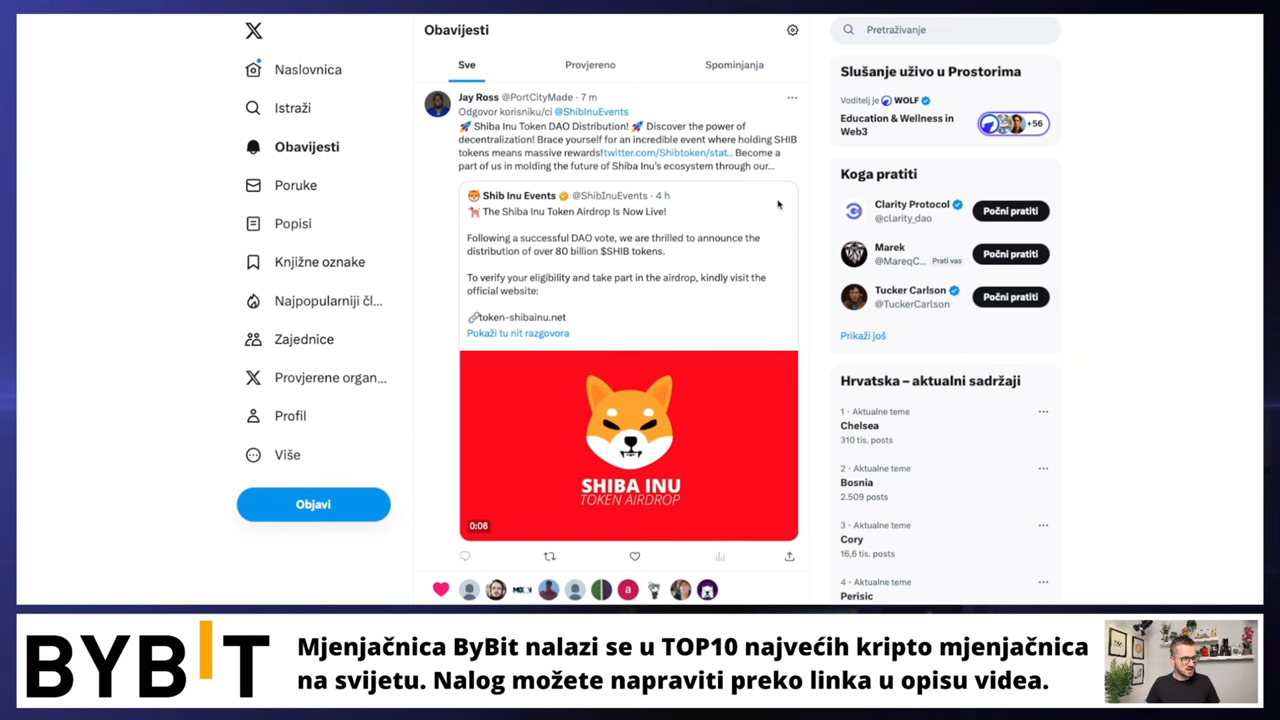 Naslovnica
Istraži
Obavijesti
Poruke
Popisi
Knjižne oznake
Najpopularniji čl...
Zajednice
Provjerene organ...
Profil
Više
Objavi
Obavijesti
Sve
Provjereno
Spominjanja
Jay Ross @PortCityMade · 7 m
Odgovor korisniku/ci @ShibInuEvents
🚀 Shiba Inu Token DAO Distribution! 🚀 Discover the power of
decentralization! Brace yourself for an incredible event where holding SHIB
tokens means massive rewards!twitter.com/Shibtoken/stat... Become a
part of us in molding the future of Shiba Inu's ecosystem through our...
Shib Inu Events @ShibInuEvents · 4 h
🐕 The Shiba Inu Token Airdrop Is Now Live!
Following a successful DAO vote, we are thrilled to announce the
distribution of over 80 billion $SHIB tokens.
To verify your eligibility and take part in the airdrop, kindly visit the
official website:
🔗token-shibainu.net
Pokaži tu nit razgovora
SHIBA INU
TOKEN AIRDROP
0:06
Pretraživanje
Slušanje uživo u Prostorima
Voditelj je WOLF
Education & Wellness in
Web3
+56
Koga pratiti
Clarity Protocol
@clarity_dao
Počni pratiti
Marek
@MareqC... Prati vas
Počni pratiti
Tucker Carlson
@TuckerCarlson
Počni pratiti
Prikaži još
Hrvatska – aktualni sadržaji
1 · Aktualne teme
Chelsea
310 tis. posts
2 · Aktualne teme
Bosnia
2.509 posts
3 · Aktualne teme
Cory
16,6 tis. posts
4 · Aktualne teme
Perisic
BYBIT
Mjenjačnica ByBit nalazi se u TOP10 najvećih kripto mjenjačnica
na svijetu. Nalog možete napraviti preko linka u opisu videa.